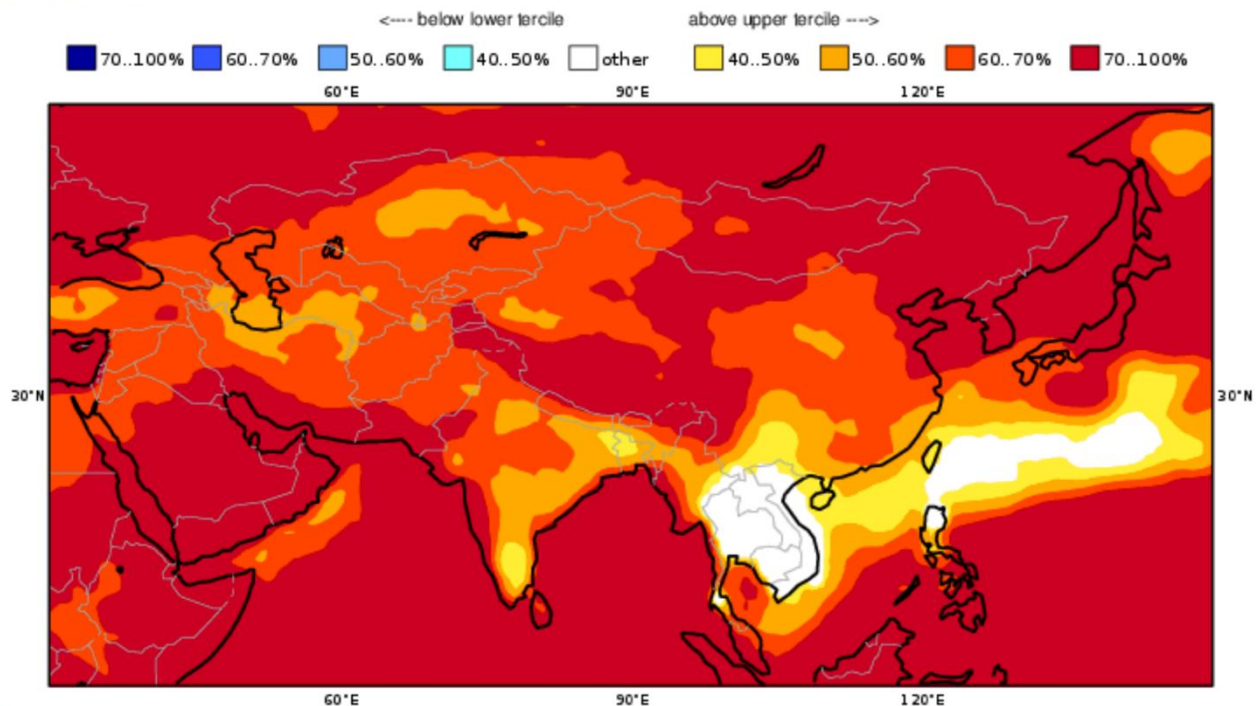 <---- below lower tercile above upper tercile ---->
70..100% 60..70% 50..60% 40..50% other 40..50% 50..60% 60..70% 70..100%
60°E 90°E 120°E
30°N 30°N
60°E 90°E 120°E